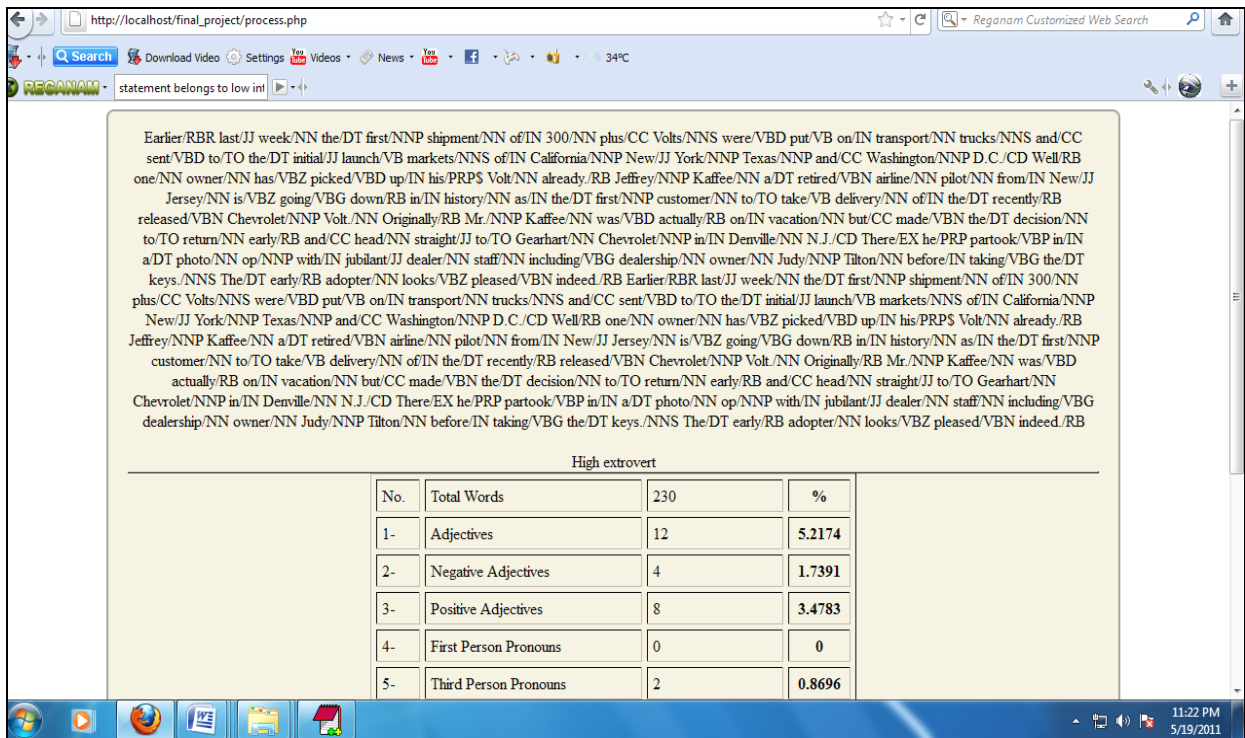 http://localhost/final_project/process.php
Reganam Customized Web Search
Search Download Video Settings You Tube Videos News You Tube f 34°C
REGANAM statement belongs to low int
Earlier/RBR last/JJ week/NN the/DT first/NNP shipment/NN of/IN 300/NN plus/CC Volts/NNS were/VBD put/VB on/IN transport/NN trucks/NNS and/CC
sent/VBD to/TO the/DT initial/JJ launch/VB markets/NNS of/IN California/NNP New/JJ York/NNP Texas/NNP and/CC Washington/NNP D.C./CD Well/RB
one/NN owner/NN has/VBZ picked/VBD up/IN his/PRP$ Volt/NN already./RB Jeffrey/NNP Kaffee/NN a/DT retired/VBN airline/NN pilot/NN from/IN New/JJ
Jersey/NN is/VBZ going/VBG down/RB in/IN history/NN as/IN the/DT first/NNP customer/NN to/TO take/VB delivery/NN of/IN the/DT recently/RB
released/VBN Chevrolet/NNP Volt./NN Originally/RB Mr./NNP Kaffee/NN was/VBD actually/RB on/IN vacation/NN but/CC made/VBN the/DT decision/NN
to/TO return/NN early/RB and/CC head/NN straight/JJ to/TO Gearhart/NN Chevrolet/NNP in/IN Denville/NN N.J./CD There/EX he/PRP partook/VBP in/IN
a/DT photo/NN op/NNP with/IN jubilant/JJ dealer/NN staff/NN including/VBG dealership/NN owner/NN Judy/NNP Tilton/NN before/IN taking/VBG the/DT
keys./NNS The/DT early/RB adopter/NN looks/VBZ pleased/VBN indeed./RB Earlier/RBR last/JJ week/NN the/DT first/NNP shipment/NN of/IN 300/NN
plus/CC Volts/NNS were/VBD put/VB on/IN transport/NN trucks/NNS and/CC sent/VBD to/TO the/DT initial/JJ launch/VB markets/NNS of/IN California/NNP
New/JJ York/NNP Texas/NNP and/CC Washington/NNP D.C./CD Well/RB one/NN owner/NN has/VBZ picked/VBD up/IN his/PRP$ Volt/NN already./RB
Jeffrey/NNP Kaffee/NN a/DT retired/VBN airline/NN pilot/NN from/IN New/JJ Jersey/NN is/VBZ going/VBG down/RB in/IN history/NN as/IN the/DT first/NNP
customer/NN to/TO take/VB delivery/NN of/IN the/DT recently/RB released/VBN Chevrolet/NNP Volt./NN Originally/RB Mr./NNP Kaffee/NN was/VBD
actually/RB on/IN vacation/NN but/CC made/VBN the/DT decision/NN to/TO return/NN early/RB and/CC head/NN straight/JJ to/TO Gearhart/NN
Chevrolet/NNP in/IN Denville/NN N.J./CD There/EX he/PRP partook/VBP in/IN a/DT photo/NN op/NNP with/IN jubilant/JJ dealer/NN staff/NN including/VBG
dealership/NN owner/NN Judy/NNP Tilton/NN before/IN taking/VBG the/DT keys./NNS The/DT early/RB adopter/NN looks/VBZ pleased/VBN indeed./RB
High extrovert
No. Total Words 230 %
1- Adjectives 12 5.2174
2- Negative Adjectives 4 1.7391
3- Positive Adjectives 8 3.4783
4- First Person Pronouns 0 0
5- Third Person Pronouns 2 0.8696
11:22 PM
5/19/2011